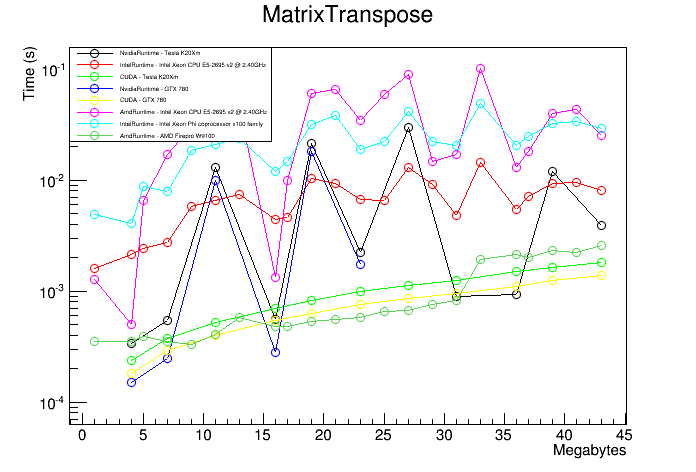 MatrixTranspose
Time (s)
NvidiaRuntime - Tesla K20Xm
IntelRuntime - Intel Xeon CPU E5-2695 v2 @ 2.40GHz
CUDA - Tesla K20Xm
NvidiaRuntime - GTX 780
CUDA - GTX 780
AmdRuntime - Intel Xeon CPU E5-2695 v2 @ 2.40GHz
IntelRuntime - Intel Xeon Phi coprocessor x100 family
AmdRuntime - AMD Firepro W9100
10⁻¹
10⁻²
10⁻³
10⁻⁴
0 5 10 15 20 25 30 35 40 45
Megabytes